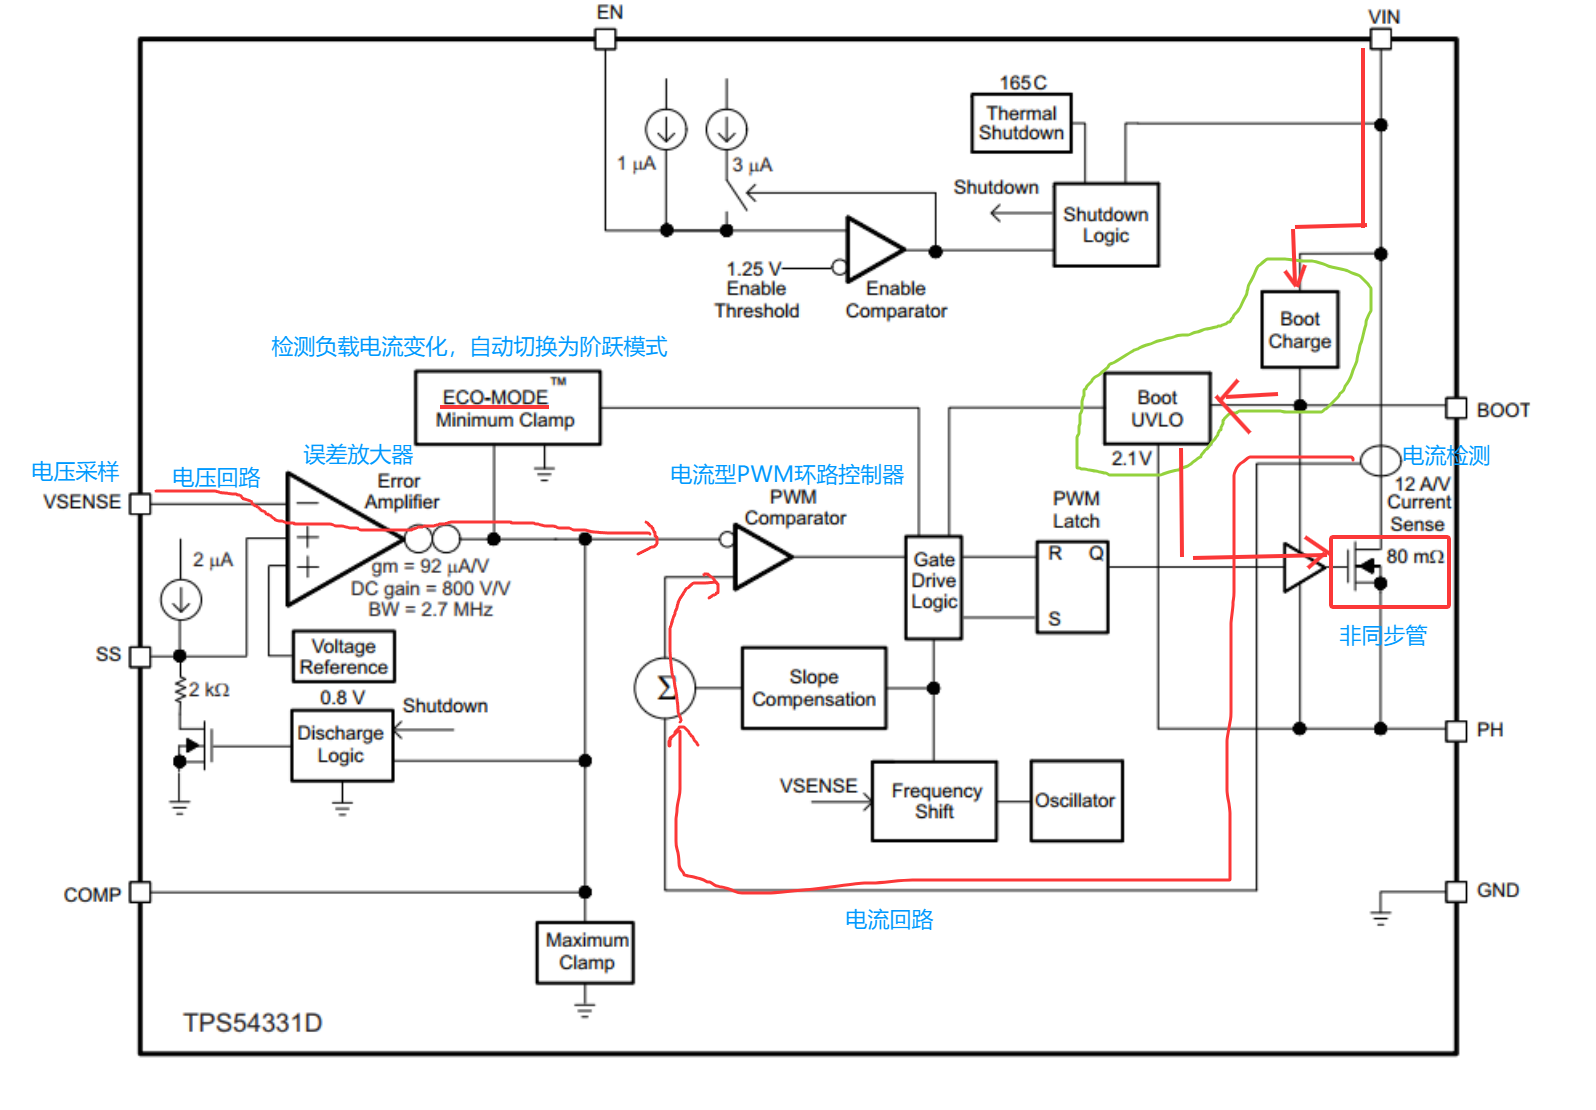 EN
VIN
165 C
Thermal
Shutdown
1 μA
3 μA
Shutdown
Shutdown
Logic
1.25 V
Enable
Threshold
Enable
Comparator
Boot
Charge
检测负载电流变化，自动切换为阶跃模式
ECO-MODE™
Minimum Clamp
Boot
UVLO
2.1V
BOOT
电压采样
VSENSE
电压回路
误差放大器
Error
Amplifier
电流型PWM环路控制器
PWM
Comparator
PWM
Latch
电流检测
12 A/V
Current
Sense
80 mΩ
非同步管
2 μA
gm = 92 μA/V
DC gain = 800 V/V
BW = 2.7 MHz
Gate
Drive
Logic
R
Q
S
SS
Voltage
Reference
0.8 V
2 kΩ
Σ
Slope
Compensation
Discharge
Logic
Shutdown
PH
VSENSE
Frequency
Shift
Oscillator
COMP
GND
电流回路
Maximum
Clamp
TPS54331D